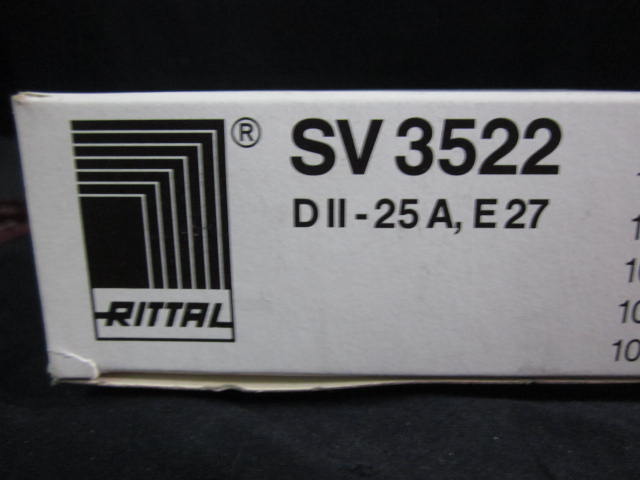 ®
SV 3522
D II - 25 A, E 27
RITTAL